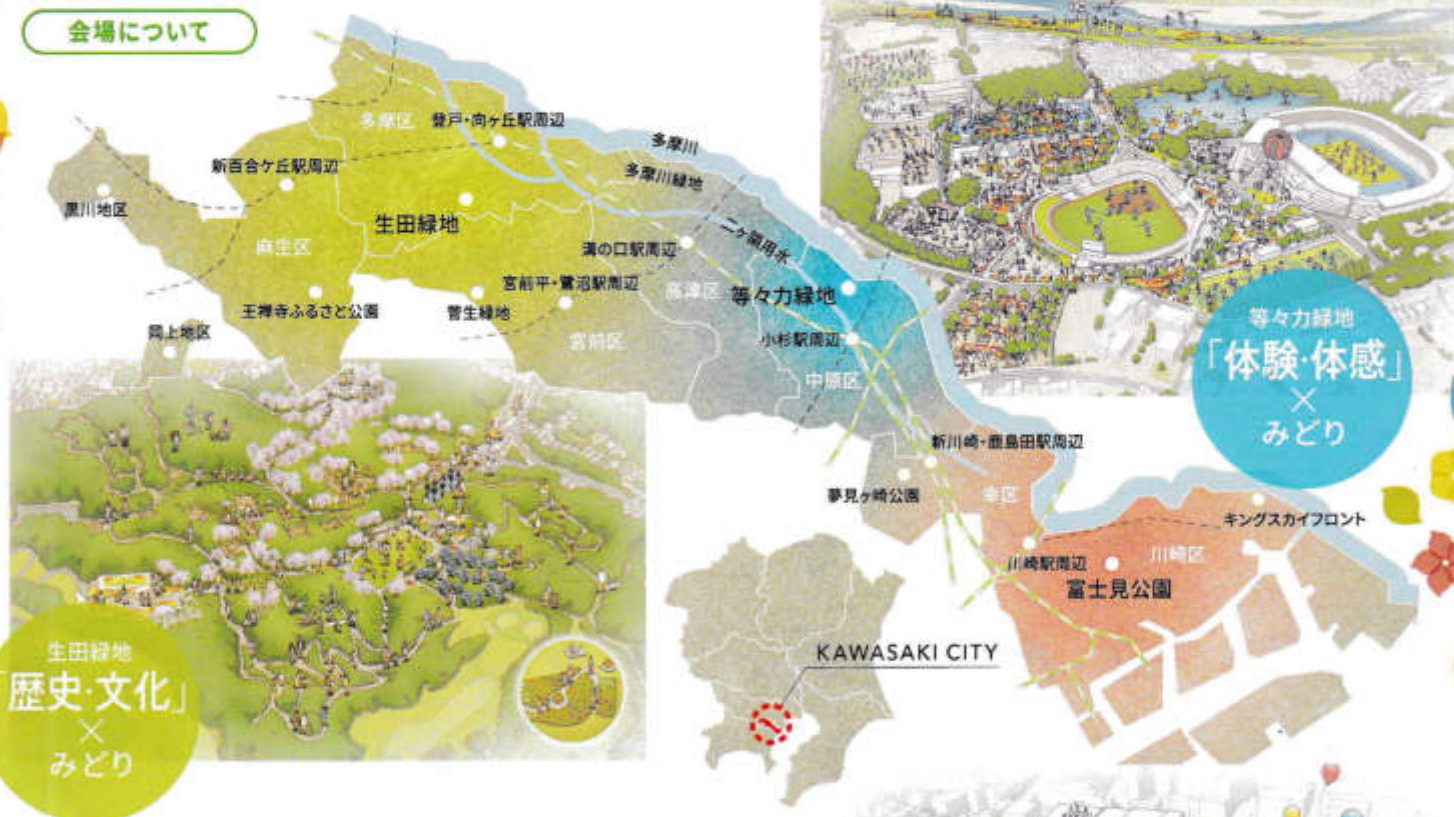 会場について
多摩区
登戸・向ヶ丘駅周辺
多摩川
新百合ケ丘駅周辺
多摩川緑地
黒川地区
生田緑地
二ヶ領用水
麻生区
溝の口駅周辺
宮前平・鷺沼駅周辺
高津区
等々力緑地
王禅寺ふるさと公園
菅生緑地
岡上地区
宮前区
小杉駅周辺
中原区
等々力緑地
「体験・体感」
×
みどり
新川崎・鹿島田駅周辺
夢見ヶ崎公園
幸区
キングスカイフロント
川崎駅周辺
川崎区
富士見公園
KAWASAKI CITY
生田緑地
「歴史・文化」
×
みどり